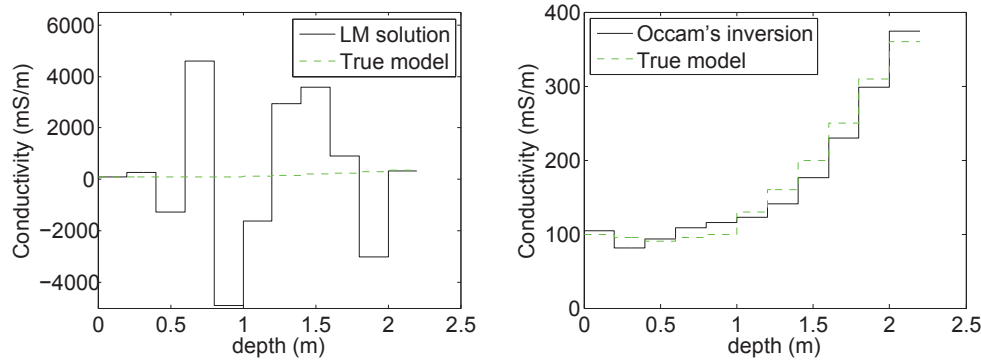 6000
4000
2000
0
−2000
−4000
0
0.5
1
1.5
2
2.5
Conductivity (mS/m)
depth (m)
LM solution
True model
400
300
200
100
0
0
0.5
1
1.5
2
2.5
Conductivity (mS/m)
depth (m)
Occam's inversion
True model